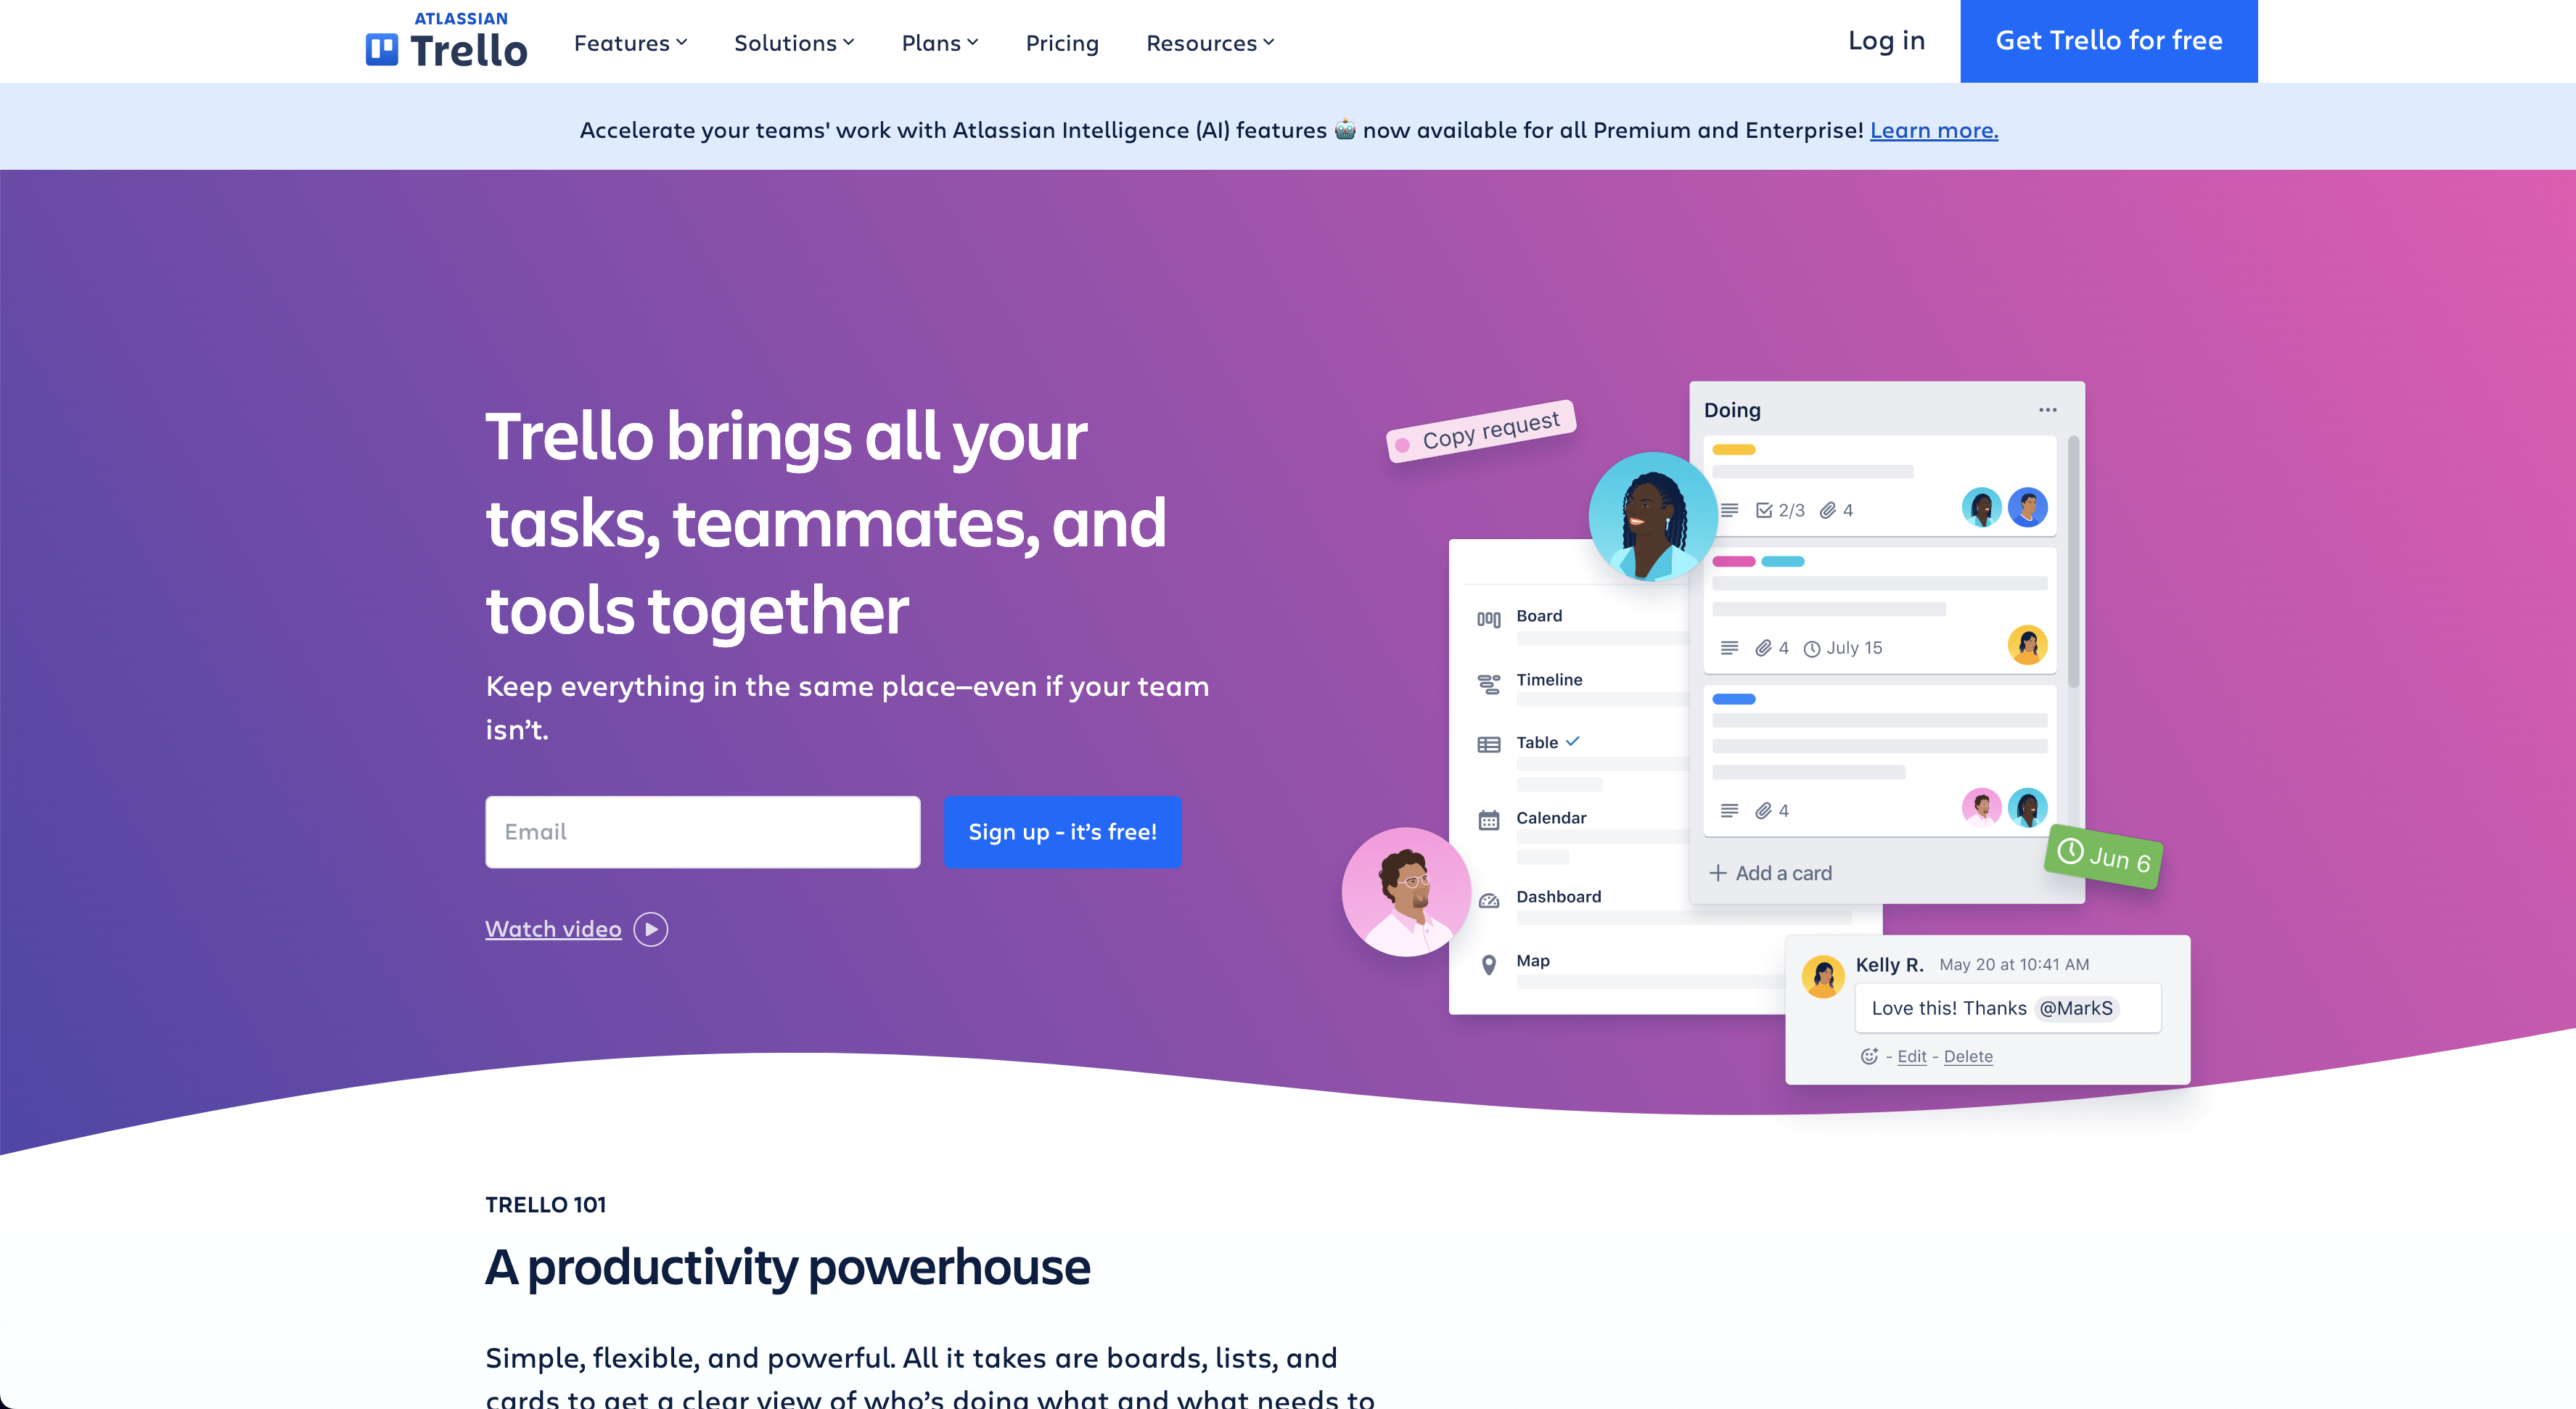 ATLASSIAN
Trello
Features
Solutions
Plans
Pricing
Resources
Log in
Get Trello for free
Accelerate your teams' work with Atlassian Intelligence (AI) features 🤖 now available for all Premium and Enterprise! Learn more.
Trello brings all your
tasks, teammates, and
tools together
Keep everything in the same place—even if your team
isn’t.
Email
Sign up - it’s free!
Watch video
Copy request
Doing
2/3 4
4 July 15
4
+ Add a card
Jun 6
Board
Timeline
Table
Calendar
Dashboard
Map
Kelly R. May 20 at 10:41 AM
Love this! Thanks @MarkS
- Edit - Delete
TRELLO 101
A productivity powerhouse
Simple, flexible, and powerful. All it takes are boards, lists, and
cards to get a clear view of who’s doing what and what needs to